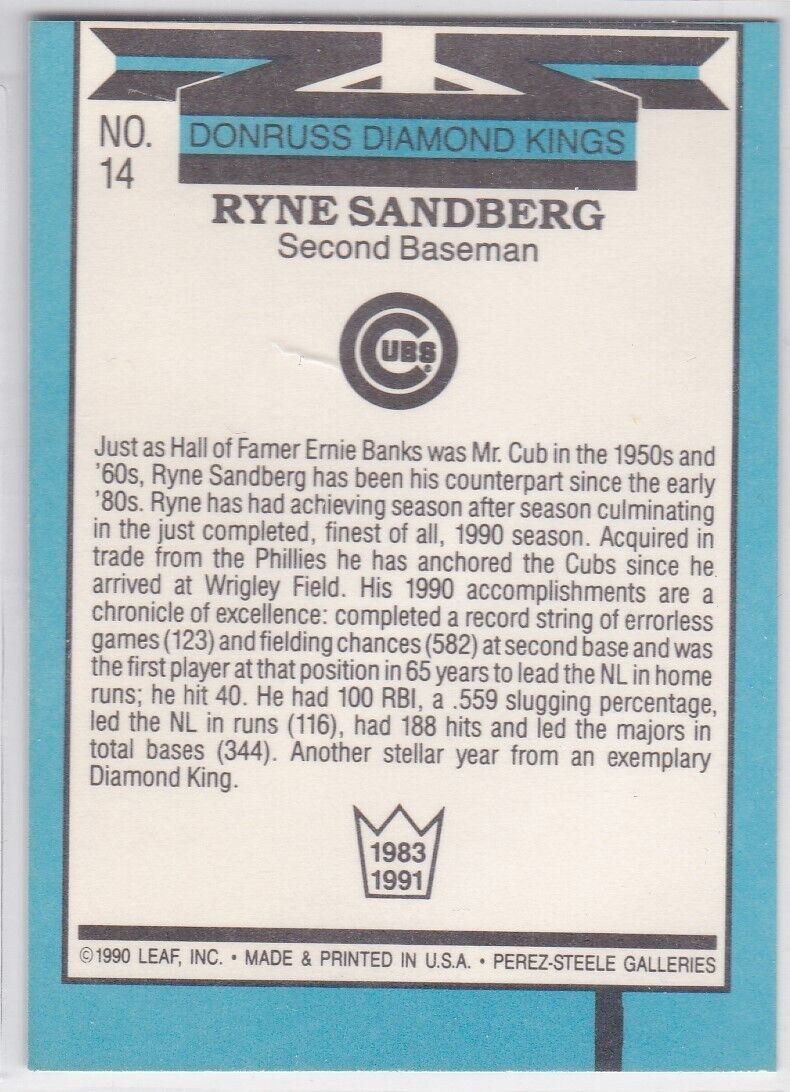 NO.
14
DONRUSS DIAMOND KINGS
RYNE SANDBERG
Second Baseman
CUBS®
Just as Hall of Famer Ernie Banks was Mr. Cub in the 1950s and
'60s, Ryne Sandberg has been his counterpart since the early
'80s. Ryne has had achieving season after season culminating
in the just completed, finest of all, 1990 season. Acquired in
trade from the Phillies he has anchored the Cubs since he
arrived at Wrigley Field. His 1990 accomplishments are a
chronicle of excellence: completed a record string of errorless
games (123) and fielding chances (582) at second base and was
the first player at that position in 65 years to lead the NL in home
runs; he hit 40. He had 100 RBI, a .559 slugging percentage,
led the NL in runs (116), had 188 hits and led the majors in
total bases (344). Another stellar year from an exemplary
Diamond King.
1983
1991
©1990 LEAF, INC. • MADE & PRINTED IN U.S.A. • PEREZ-STEELE GALLERIES